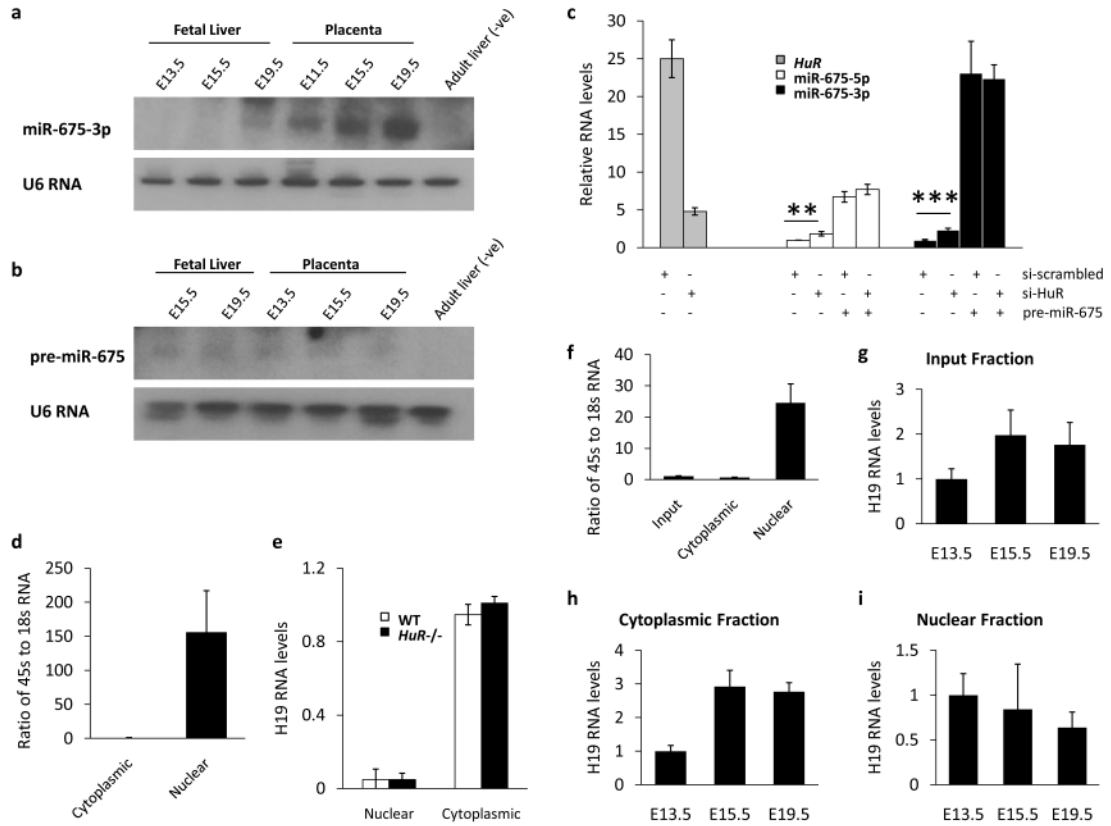 a
Fetal Liver Placenta
E13.5 E15.5 E19.5 E11.5 E15.5 E19.5 Adult liver (-ve)
miR-675-3p
U6 RNA
b
Fetal Liver Placenta
E15.5 E19.5 E13.5 E15.5 E19.5 Adult liver (-ve)
pre-miR-675
U6 RNA
c
Relative RNA levels
30
25
20
15
10
5
0
HuR
miR-675-5p
miR-675-3p
** ***
+ - + - + - + - + - si-scrambled
- + - + - + - + - + si-HuR
- - + + - - + + pre-miR-675
d
Ratio of 45s to 18s RNA
250
200
150
100
50
0
Cytoplasmic Nuclear
e
H19 RNA levels
1.2
0.8
0.4
0
WT
HuR-/-
Nuclear Cytoplasmic
f
Ratio of 45s to 18s RNA
40
30
20
10
0
Input Cytoplasmic Nuclear
g
Input Fraction
H19 RNA levels
3
2
1
0
E13.5 E15.5 E19.5
h
Cytoplasmic Fraction
H19 RNA levels
4
3
2
1
0
E13.5 E15.5 E19.5
i
Nuclear Fraction
H19 RNA levels
1.5
1
0.5
0
E13.5 E15.5 E19.5